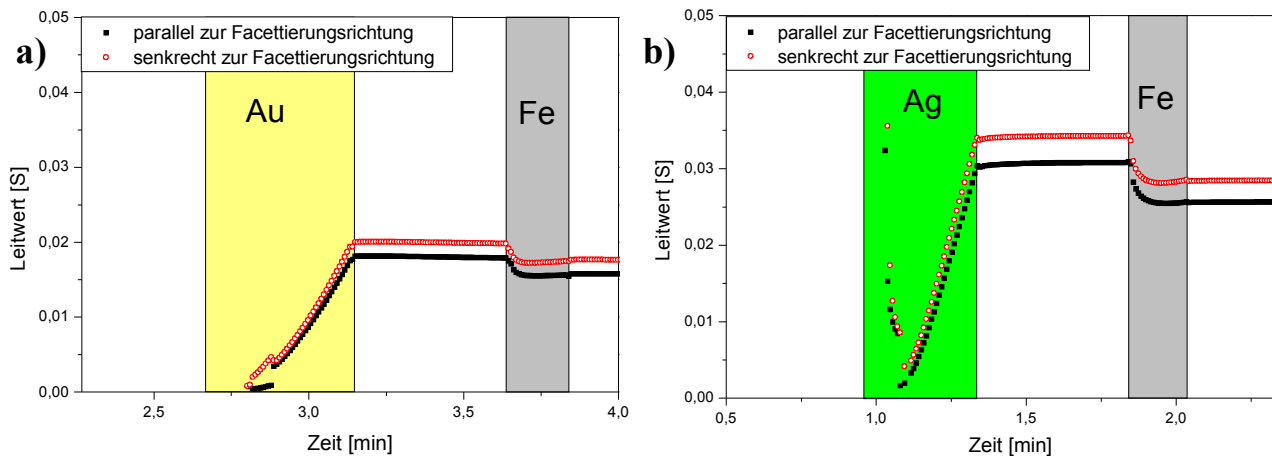 a)
parallel zur Facettierungsrichtung
senkrecht zur Facettierungsrichtung
Au
Fe
0,05
0,04
0,03
0,02
0,01
0,00
Leitwert [S]
2,5
3,0
3,5
4,0
Zeit [min]
b)
parallel zur Facettierungsrichtung
senkrecht zur Facettierungsrichtung
Ag
Fe
0,05
0,04
0,03
0,02
0,01
0,00
Leitwert [S]
0,5
1,0
1,5
2,0
Zeit [min]